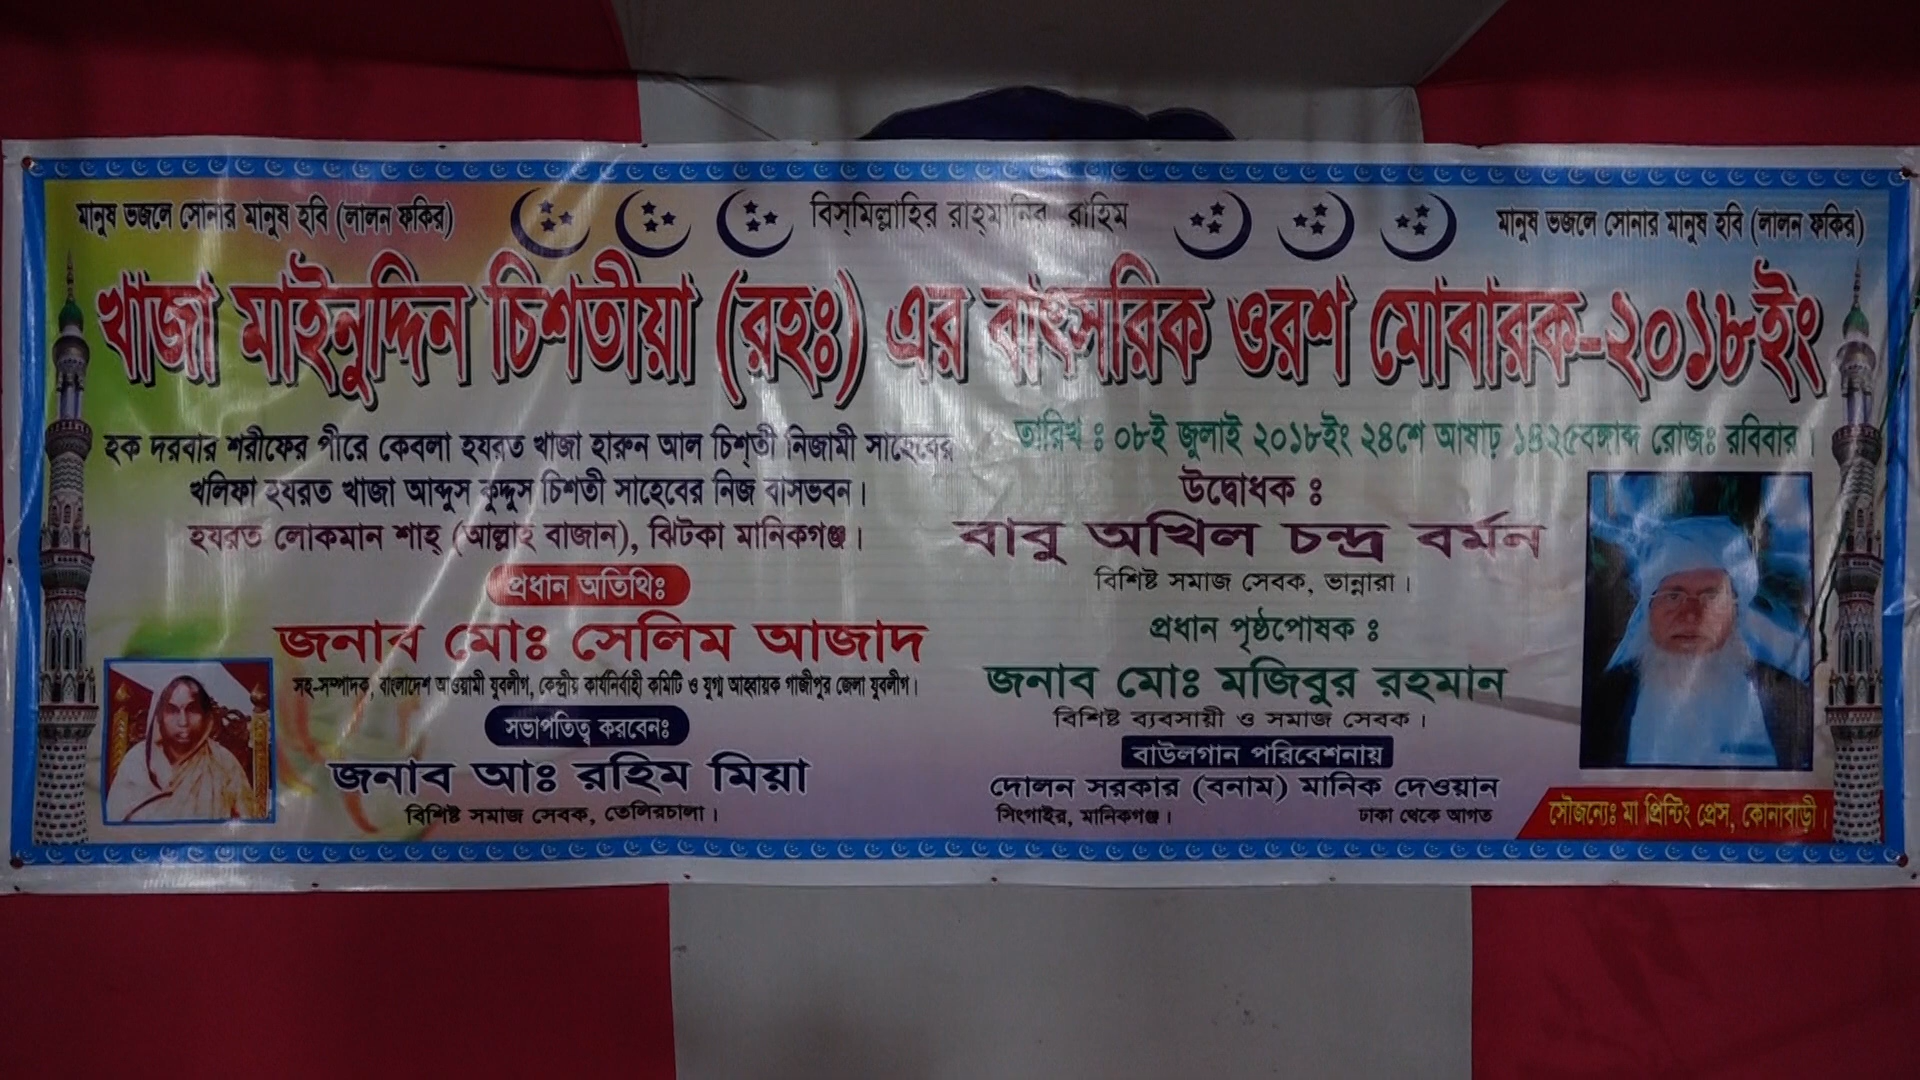 মানুষ ভজলে সোনার মানুষ হবি (লালন ফকির)
বিস্‌মিল্লাহির রাহ্‌মানির রাহিম
মানুষ ভজলে সোনার মানুষ হবি (লালন ফকির)
খাজা মাইনুদ্দিন চিশতীয়া (রহঃ) এর বাৎসরিক ওরশ মোবারক-২০১৮ইং
হক দরবার শরীফের পীরে কেবলা হযরত খাজা হারুন আল চিশ্‌তী নিজামী সাহেবের
খলিফা হযরত খাজা আব্দুস কুদ্দুস চিশতী সাহেবের নিজ বাসভবন।
হযরত লোকমান শাহ্ (আল্লাহ বাজান), ঝিটকা মানিকগঞ্জ।
প্রধান অতিথিঃ
জনাব মোঃ সেলিম আজাদ
সহ-সম্পাদক, বাংলাদেশ আওয়ামী যুবলীগ, কেন্দ্রীয় কার্যনির্বাহী কমিটি ও যুগ্ম আহ্বায়ক গাজীপুর জেলা যুবলীগ।
সভাপতিত্ব করবেনঃ
জনাব আঃ রহিম মিয়া
বিশিষ্ট সমাজ সেবক, তেলিরচালা।
তারিখ ঃ ০৮ই জুলাই ২০১৮ইং ২৪শে আষাঢ় ১৪২৫বঙ্গাব্দ রোজঃ রবিবার।
উদ্বোধক ঃ
বাবু অখিল চন্দ্র বর্মন
বিশিষ্ট সমাজ সেবক, ভান্নারা।
প্রধান পৃষ্ঠপোষক ঃ
জনাব মোঃ মজিবুর রহমান
বিশিষ্ট ব্যবসায়ী ও সমাজ সেবক।
বাউলগান পরিবেশনায়
দোলন সরকার (বনাম) মানিক দেওয়ান
সিংগাইর, মানিকগঞ্জ। ঢাকা থেকে আগত
সৌজন্যেঃ মা প্রিন্টিং প্রেস, কোনাবাড়ী।